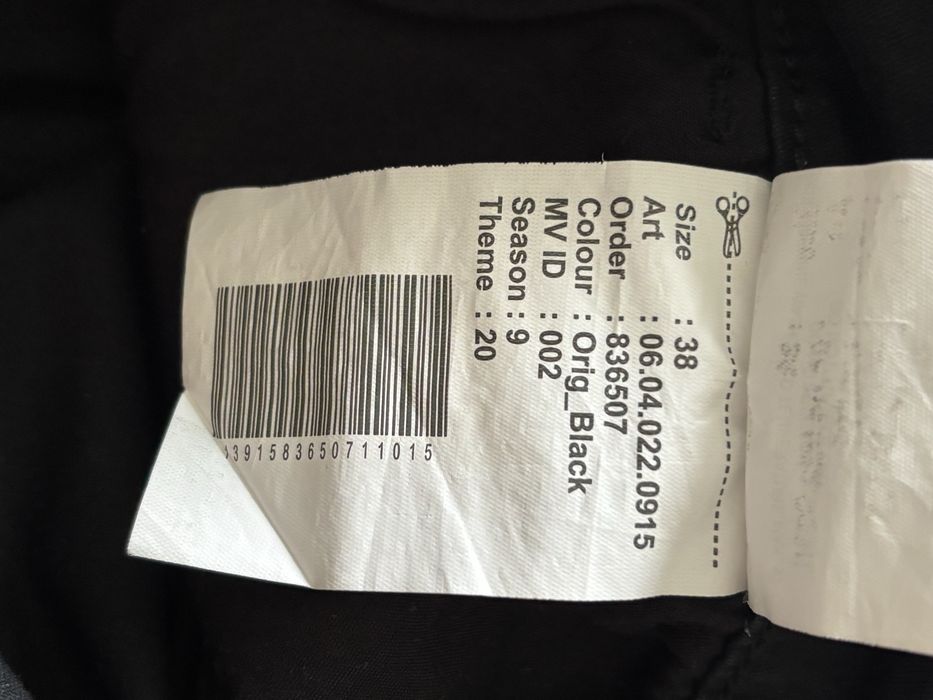 Size : 38
Art : 06.04.022.0915
Order : 836507
Colour : Orig_Black
MV ID : 002
Season : 9
Theme : 20
391583650711015